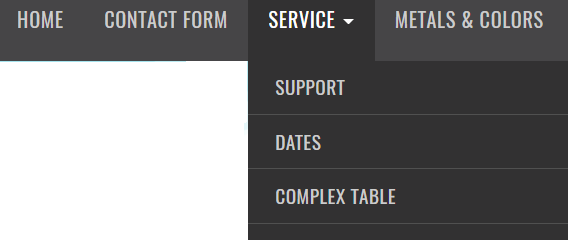 HOME CONTACT FORM SERVICE METALS & COLORS
SUPPORT
DATES
COMPLEX TABLE